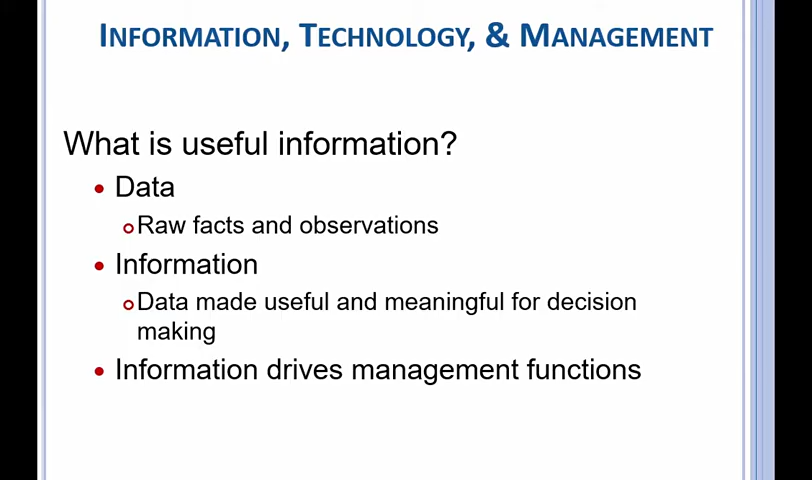 INFORMATION, TECHNOLOGY, & MANAGEMENT
What is useful information?
• Data
Raw facts and observations
• Information
Data made useful and meaningful for decision
making
• Information drives management functions